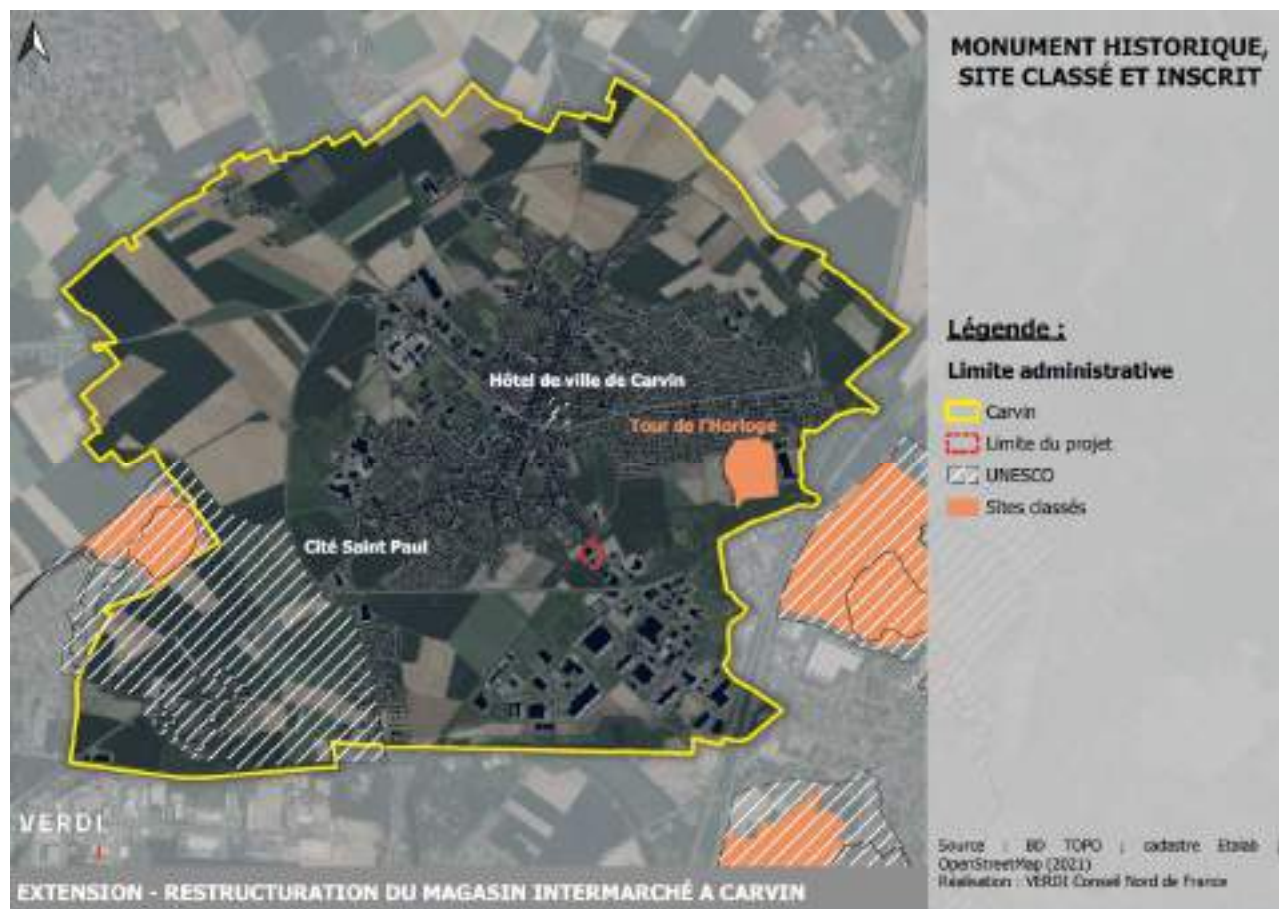 MONUMENT HISTORIQUE,
SITE CLASSÉ ET INSCRIT
Hôtel de ville de Carvin
Tour de l'Horloge
Cité Saint Paul
Légende :
Limite administrative
Carvin
Limite du projet
UNESCO
Sites classés
VERDI
Source : BD TOPO ; cadastre Etalab ;
OpenStreetMap (2021)
Réalisation : VERDI Conseil Nord de France
EXTENSION - RESTRUCTURATION DU MAGASIN INTERMARCHÉ A CARVIN